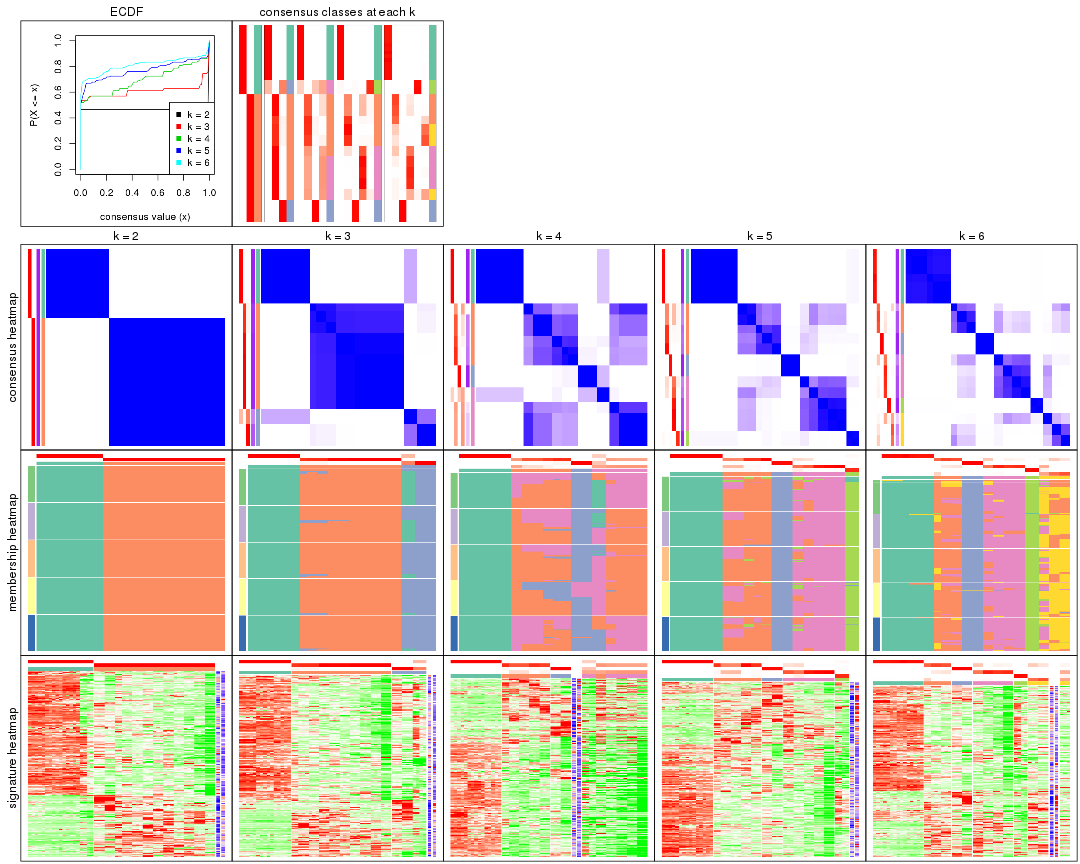 ECDF
consensus classes at each k
P(X <= x)
0.0
0.2
0.4
0.6
0.8
1.0
k = 2
k = 3
k = 4
k = 5
k = 6
0.0 0.2 0.4 0.6 0.8 1.0
consensus value (x)
k = 2
k = 3
k = 4
k = 5
k = 6
consensus heatmap
membership heatmap
signature heatmap